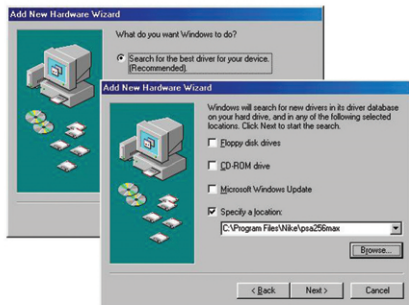 Add New Hardware Wizard
What do you want Windows to do?
Search for the best driver for your device.
(Recommended).
Add New Hardware Wizard
Windows will search for new drivers in its driver database
on your hard drive, and in any of the following selected
locations. Click Next to start the search.
Floppy disk drives
CD-ROM drive
Microsoft Windows Update
Specify a location:
C:\Program Files\Nike\psa256max
Browse...
< Back
Next >
Cancel